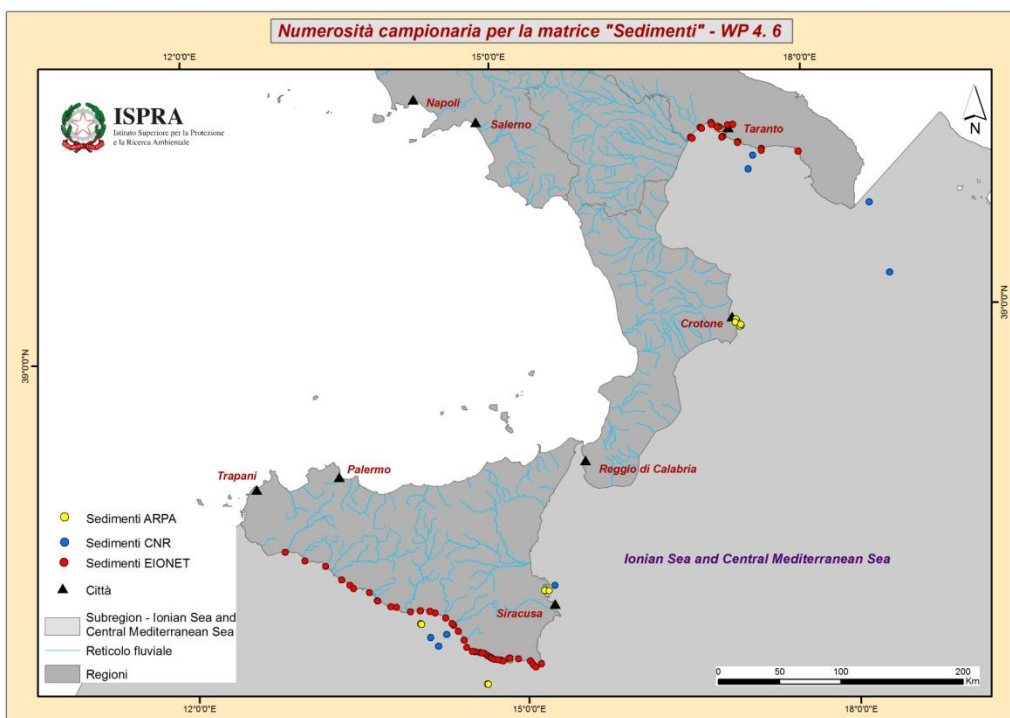 Numerosità campionaria per la matrice "Sedimenti" - WP 4. 6
12°0'0"E 15°0'0"E 18°0'0"E
ISPRA
Istituto Superiore per la Protezione
e la Ricerca Ambientale
Napoli
Salerno
Taranto
N
39°0'0"N
Crotone
39°0'0"N
Reggio di Calabria
Trapani
Palermo
Ionian Sea and Central Mediterranean Sea
Siracusa
Sedimenti ARPA
Sedimenti CNR
Sedimenti EIONET
Città
Subregion - Ionian Sea and
Central Mediterranean Sea
Reticolo fluviale
Regioni
0 50 100 200
Km
12°0'0"E 15°0'0"E 18°0'0"E